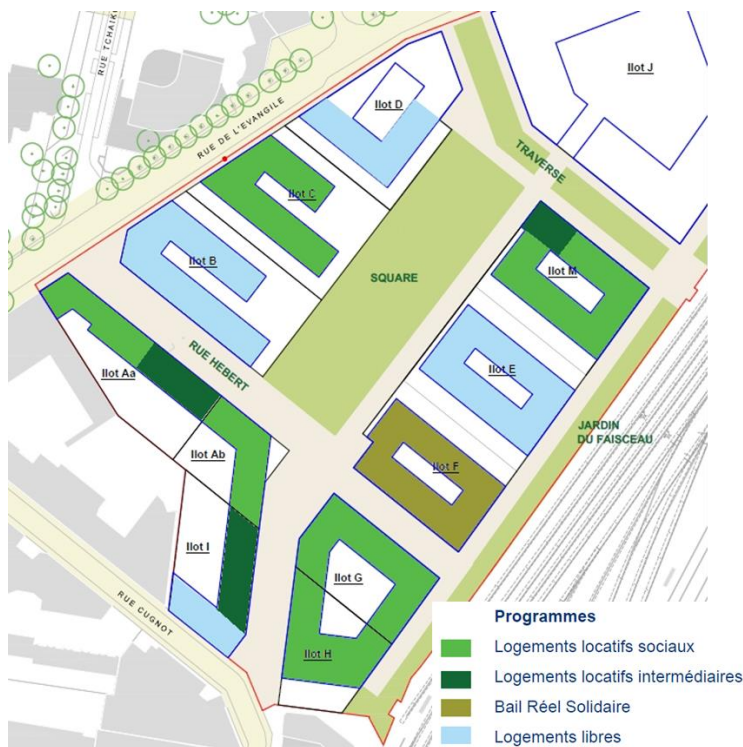 RUE TCHAIK
RUE DE L'EVANGILE
Ilot D
Ilot J
TRAVERSE
Ilot C
Ilot B
SQUARE
Ilot M
RUE HEBERT
Ilot Aa
Ilot E
JARDIN
DU FAISCEAU
Ilot Ab
Ilot F
Ilot I
Ilot G
RUE CUGNOT
Ilot H
Programmes
Logements locatifs sociaux
Logements locatifs intermédiaires
Bail Réel Solidaire
Logements libres